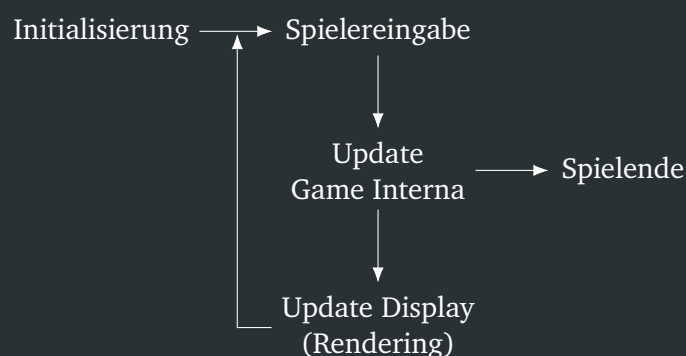 Initialisierung
Spielereingabe
Update
Game Interna
Spielende
Update Display
(Rendering)